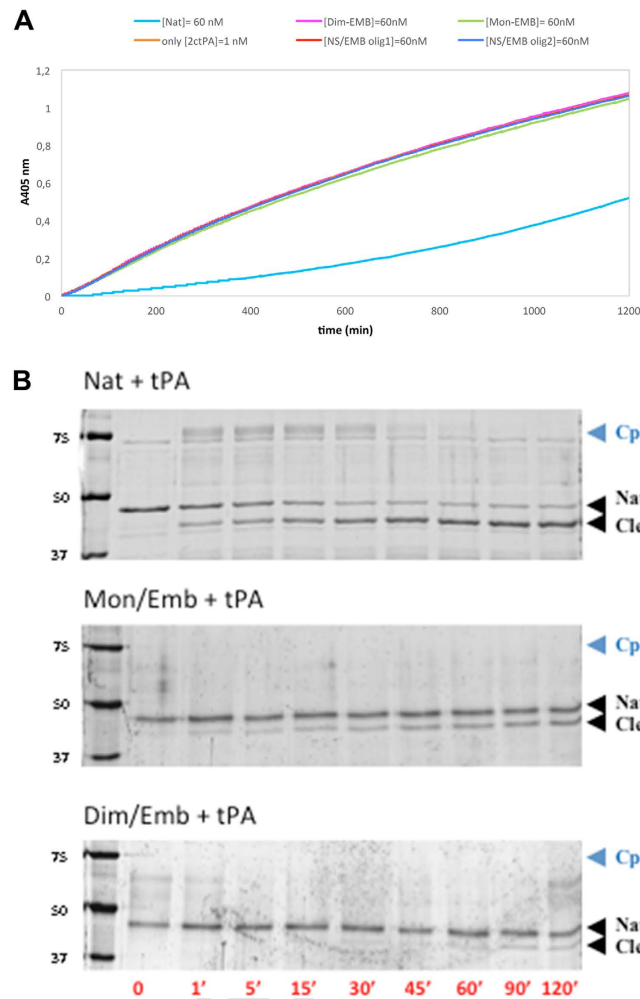 A
[Nat]= 60 nM [Dim-EMB]=60nM [Mon-EMB]= 60nM
only [2ctPA]=1 nM [NS/EMB olig1]=60nM [NS/EMB olig2]=60nM
1,2
1
0,8
0,6
0,4
0,2
0
A405 nm
0 200 400 600 800 1000 1200
time (min)
B
Nat + tPA
75
50
37
Cp
Nat
Cle
Mon/Emb + tPA
75
50
37
Cp
Nat
Cle
Dim/Emb + tPA
75
50
37
Cp
Nat
Cle
0 1′ 5′ 15′ 30′ 45′ 60′ 90′ 120′